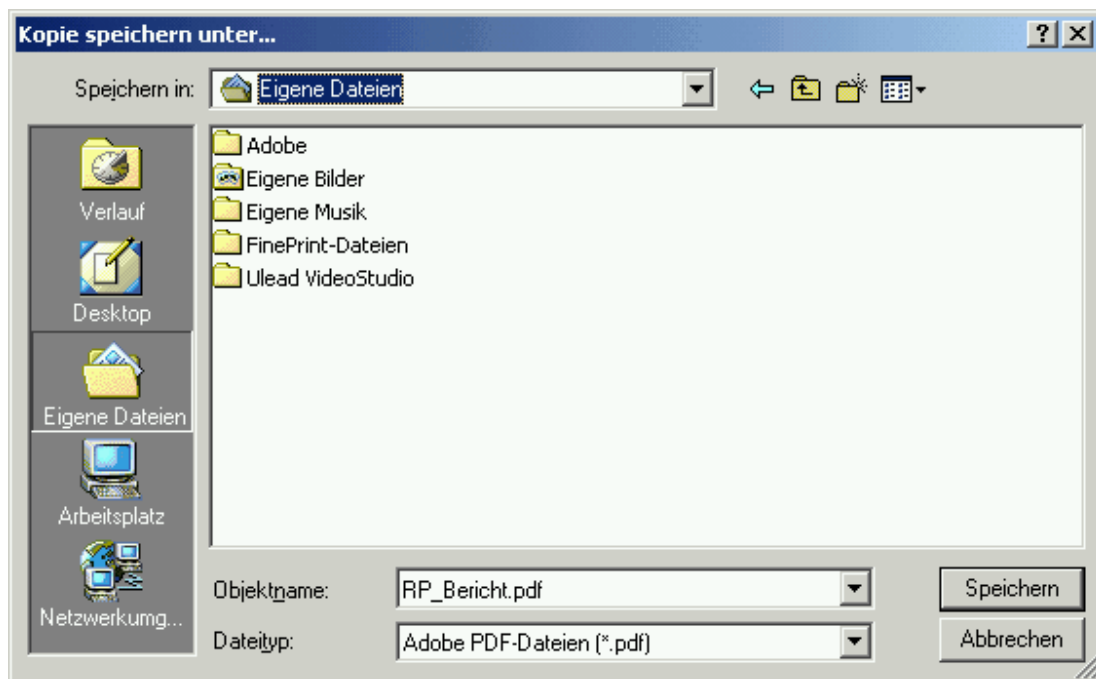 Kopie speichern unter...
Speichern in: Eigene Dateien
Verlauf
Desktop
Eigene Dateien
Arbeitsplatz
Netzwerkumg...
Adobe
Eigene Bilder
Eigene Musik
FinePrint-Dateien
Ulead VideoStudio
Objektname: RP_Bericht.pdf Speichern
Dateityp: Adobe PDF-Dateien (*.pdf) Abbrechen